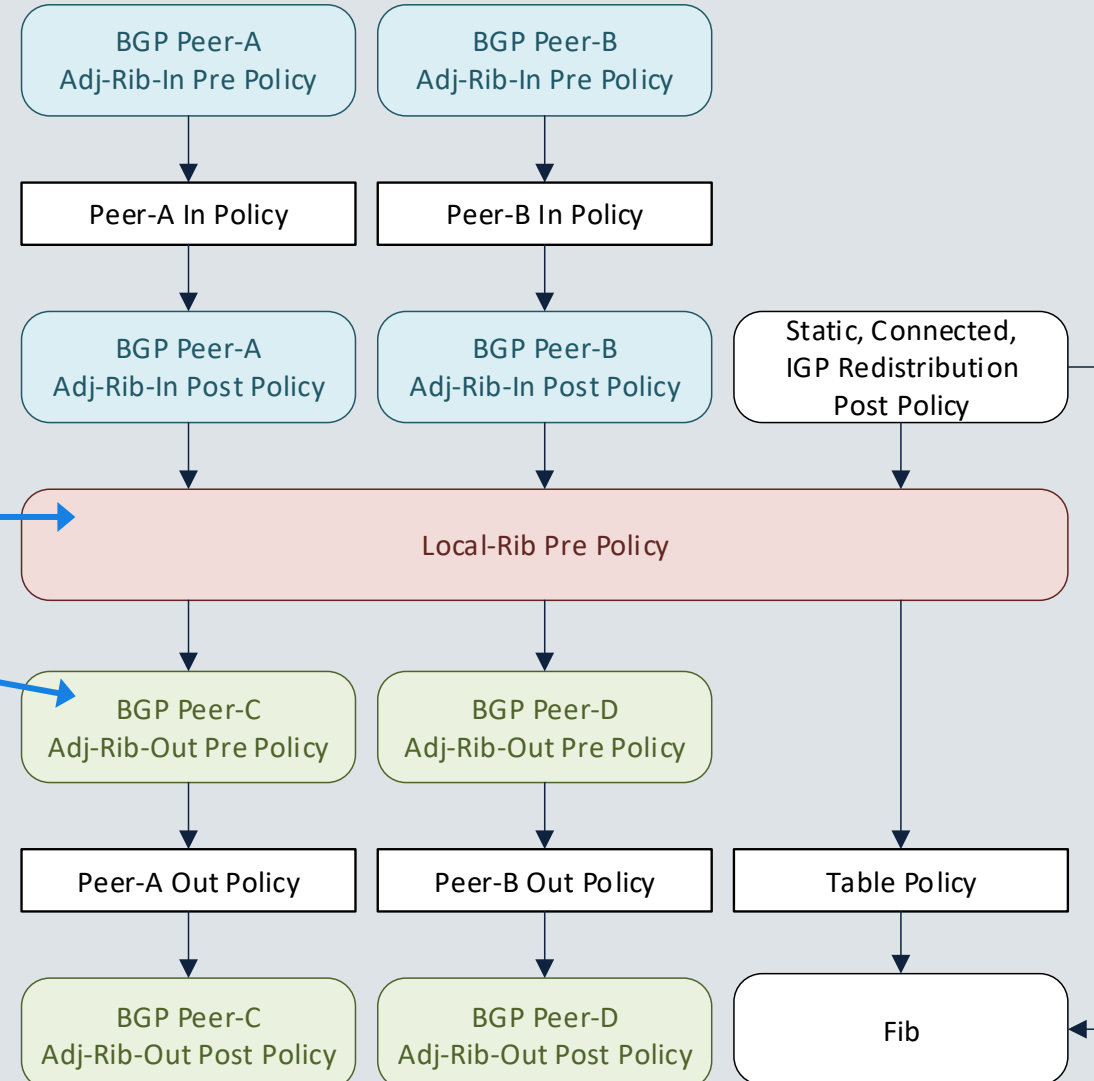 BGP Peer-A
Adj-Rib-In Pre Policy
BGP Peer-B
Adj-Rib-In Pre Policy
Peer-A In Policy
Peer-B In Policy
BGP Peer-A
Adj-Rib-In Post Policy
BGP Peer-B
Adj-Rib-In Post Policy
Static, Connected,
IGP Redistribution
Post Policy
Local-Rib Pre Policy
BGP Peer-C
Adj-Rib-Out Pre Policy
BGP Peer-D
Adj-Rib-Out Pre Policy
Peer-A Out Policy
Peer-B Out Policy
Table Policy
BGP Peer-C
Adj-Rib-Out Post Policy
BGP Peer-D
Adj-Rib-Out Post Policy
Fib